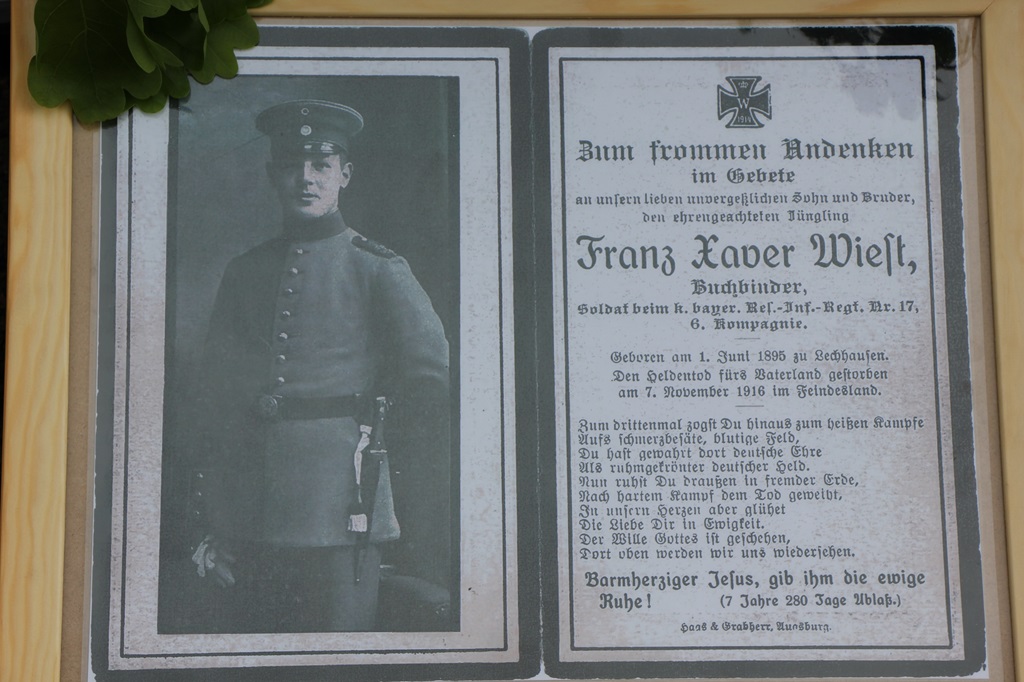 W
1914
Zum frommen Andenken
im Gebete
an unsern lieben unvergeßlichen Sohn und Bruder,
den ehrengeachteten Jüngling
Franz Xaver Wiest,
Buchbinder,
Soldat beim k. bayer. Res.-Inf.-Regt. Nr. 17,
6. Kompagnie.
Geboren am 1. Juni 1895 zu Lechhausen.
Den Heldentod fürs Vaterland gestorben
am 7. November 1916 im Feindesland.
Zum drittenmal zogst Du hinaus zum heißen Kampfe
Aufs schmerzbesäte, blutige Feld,
Du hast gewahrt dort deutsche Ehre
Als ruhmgekrönter deutscher Held.
Nun ruhst Du draußen in fremder Erde,
Nach hartem Kampf dem Tod geweiht,
In unsern Herzen aber glühet
Die Liebe Dir in Ewigkeit.
Der Wille Gottes ist geschehen,
Dort oben werden wir uns wiedersehen.
Barmherziger Jesus, gib ihm die ewige
Ruhe! (7 Jahre 280 Tage Ablaß.)
Haas & Grabherr, Augsburg.